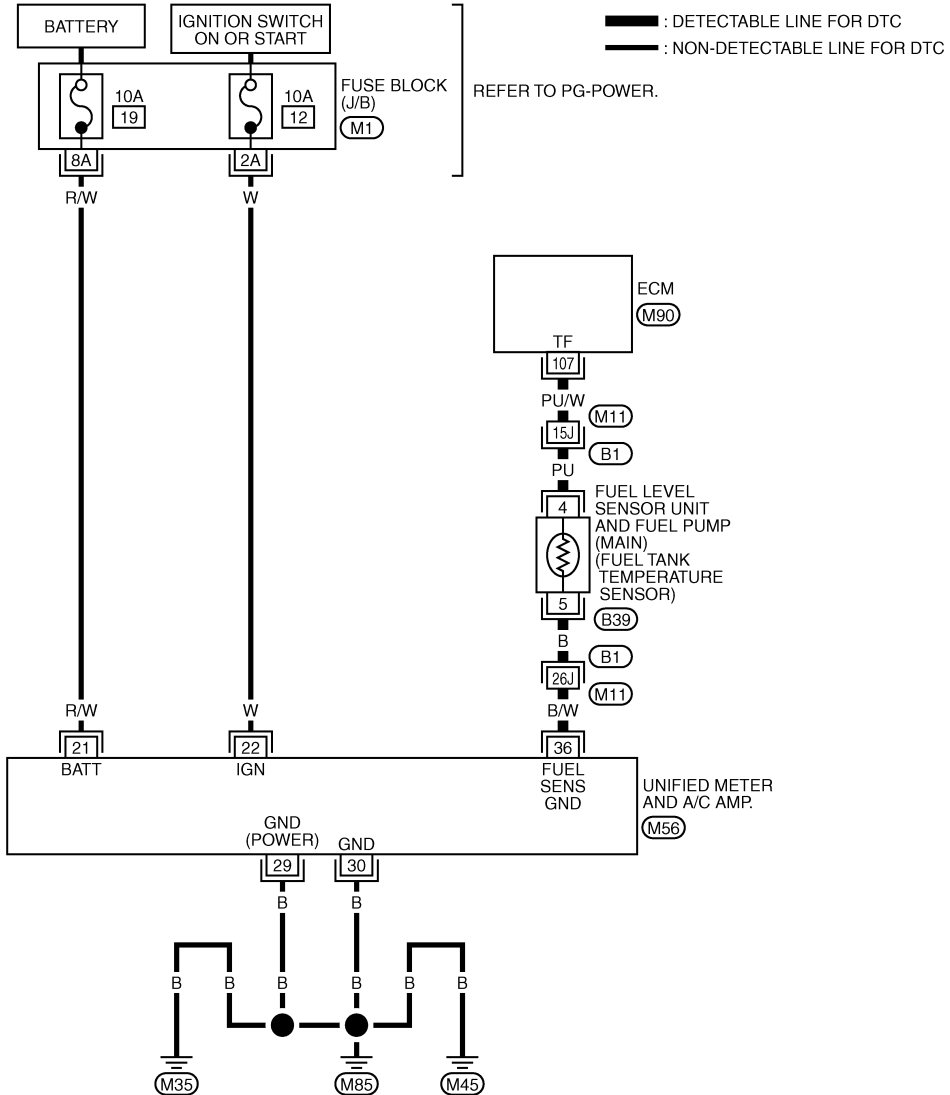 BATTERY
IGNITION SWITCH
ON OR START
: DETECTABLE LINE FOR DTC
: NON-DETECTABLE LINE FOR DTC
10A
19
10A
12
FUSE BLOCK
(J/B)
M1
REFER TO PG-POWER.
8A
2A
R/W
W
ECM
M90
TF
107
PU/W
M11
15J
B1
PU
4
FUEL LEVEL
SENSOR UNIT
AND FUEL PUMP
(MAIN)
(FUEL TANK
TEMPERATURE
SENSOR)
5
B39
B
B1
26J
M11
R/W
W
B/W
21
22
36
BATT
IGN
FUEL
SENS
GND
UNIFIED METER
AND A/C AMP.
M56
GND
(POWER)
GND
29
30
B
B
B
B
B
B
B
B
M35
M85
M45